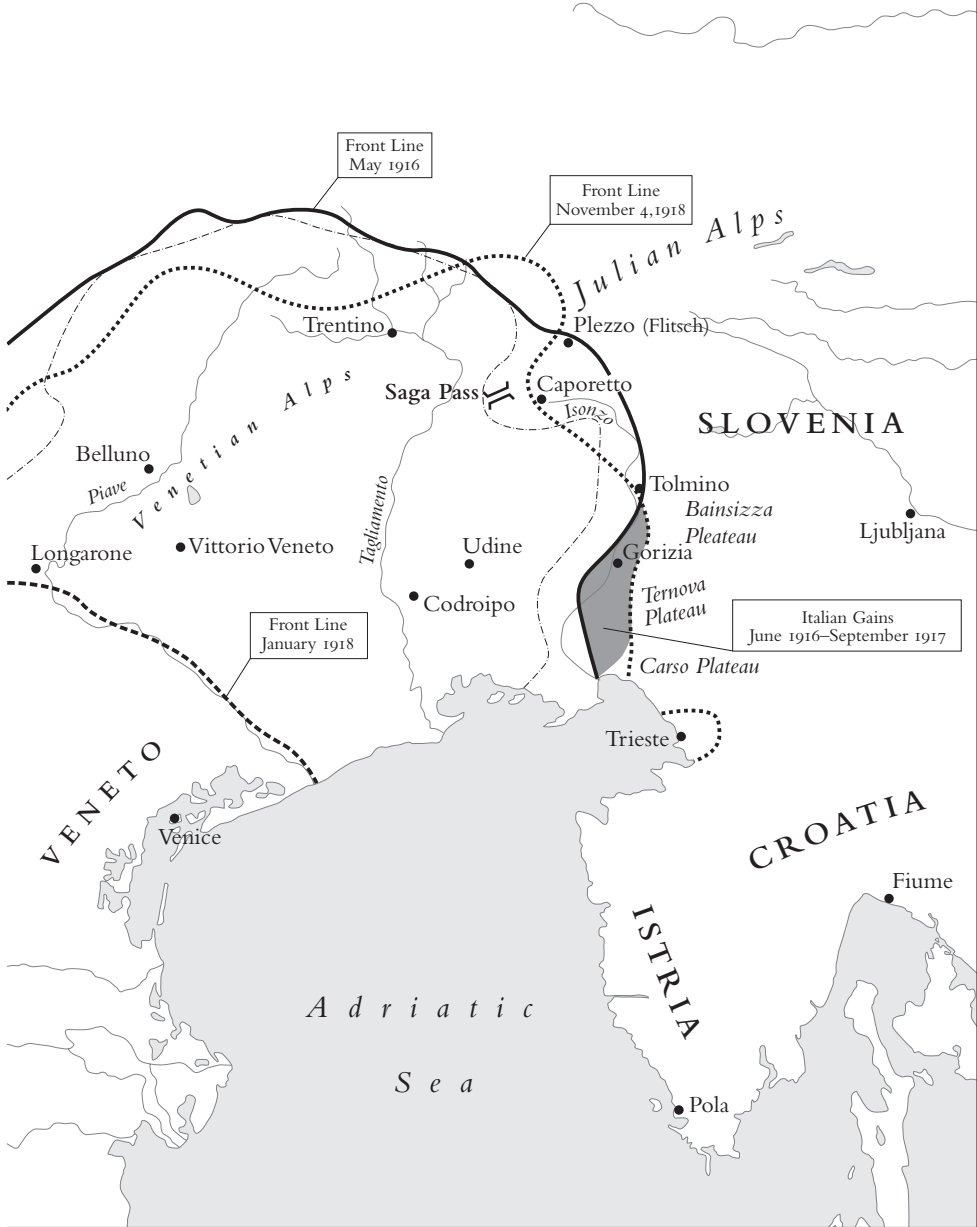 Front Line
May 1916
Front Line
November 4,1918
Julian Alps
Trentino
Plezzo (Flitsch)
Saga Pass
Caporetto
Isonzo
SLOVENIA
Venetian Alps
Belluno
Piave
Tolmino
Bainsizza
Pleateau
Ljubljana
Tagliamento
Longarone
Vittorio Veneto
Udine
Gorizia
Codroipo
Ternova
Plateau
Front Line
January 1918
Italian Gains
June 1916–September 1917
Carso Plateau
Trieste
VENETO
Venice
CROATIA
Fiume
ISTRIA
Adriatic
Sea
Pola